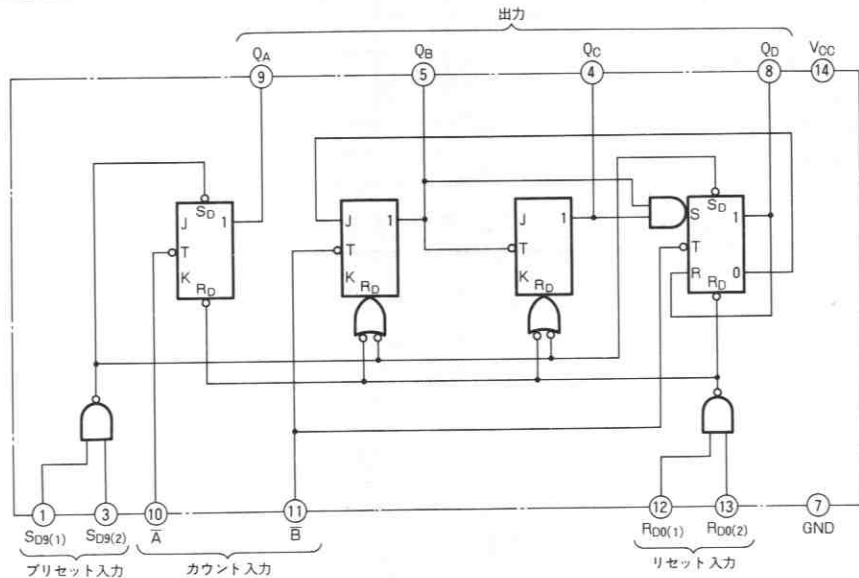 出力
QA QB QC QD VCC
9 5 4 8 14
SD SD
J 1 J 1 J 1 S 1
T T T T
K K K R 0
RD RD RD RD
1 3 10 11 12 13 7
SD9(1) SD9(2) A̅ B̅ RD0(1) RD0(2) GND
プリセット入力 カウント入力 リセット入力